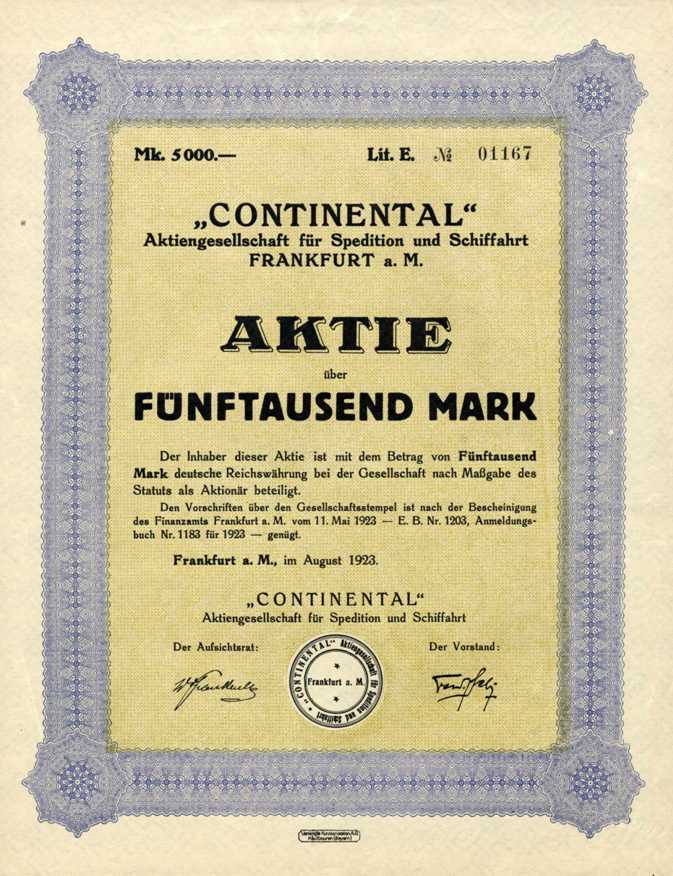 Mk. 5000.— Lit. E. № 01167
„CONTINENTAL“
Aktiengesellschaft für Spedition und Schiffahrt
FRANKFURT a. M.
AKTIE
über
FÜNFTAUSEND MARK
Der Inhaber dieser Aktie ist mit dem Betrag von Fünftausend
Mark deutsche Reichswährung bei der Gesellschaft nach Maßgabe des
Statuts als Aktionär beteiligt.
Den Vorschriften über den Gesellschaftsstempel ist nach der Bescheinigung
des Finanzamts Frankfurt a. M. vom 11. Mai 1923 — E. B. Nr. 1203, Anmeldungs-
buch Nr. 1183 für 1923 — genügt.
Frankfurt a. M., im August 1923.
„CONTINENTAL“
Aktiengesellschaft für Spedition und Schiffahrt
Der Aufsichtsrat: Der Vorstand:
„CONTINENTAL“ Aktiengesellschaft für Spedition und Schiffahrt
Frankfurt a. M.
Vereinigte Kunstanstalten A.G.
Kaufbeuren (Bayern)